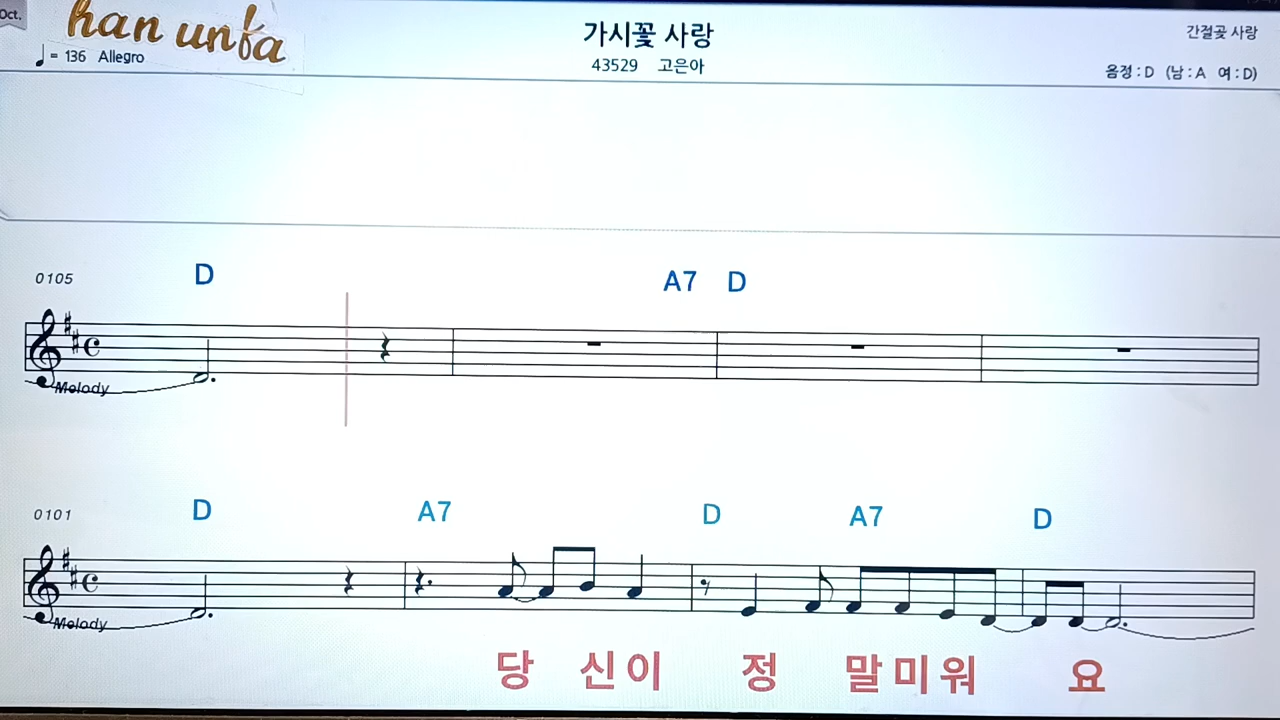 Oct.
han unfa
가시꽃 사랑
간절곶 사랑
= 136 Allegro
43529 고은아
음정 : D (남 : A 여 : D)
0105
D
A7 D
Melody
0101
D A7 D A7 D
Melody
당 신이 정 말미워 요